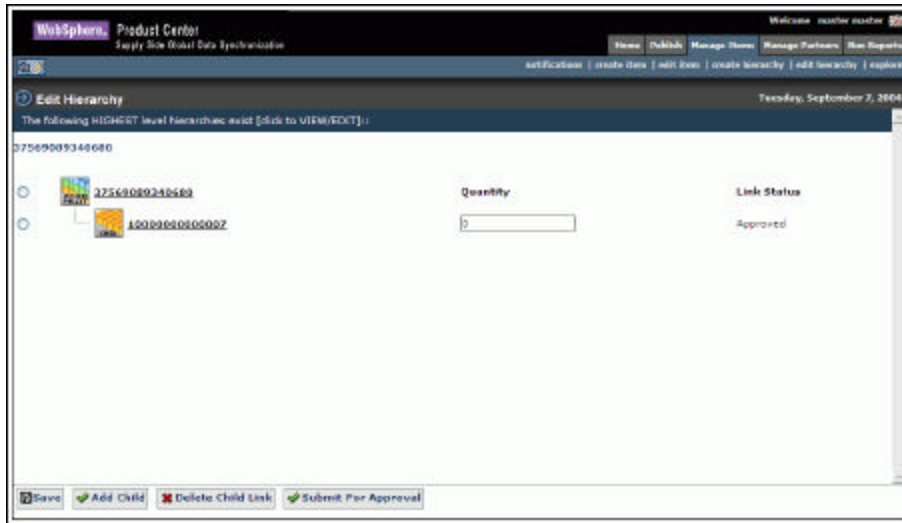 WebSphere. Product Center
Supply Side Global Data Synchronization
Welcome master master
Home Publish Manage Items Manage Partners Run Reports
notifications | create item | edit item | create hierarchy | edit hierarchy | explore
Edit Hierarchy
Tuesday, September 7, 2004
The following HIGHEST level hierarchies exist [click to VIEW/EDIT]::
37569089340680
37569089340680 Quantity Link Status
10000000000007 0 Approved
Save Add Child Delete Child Link Submit For Approval